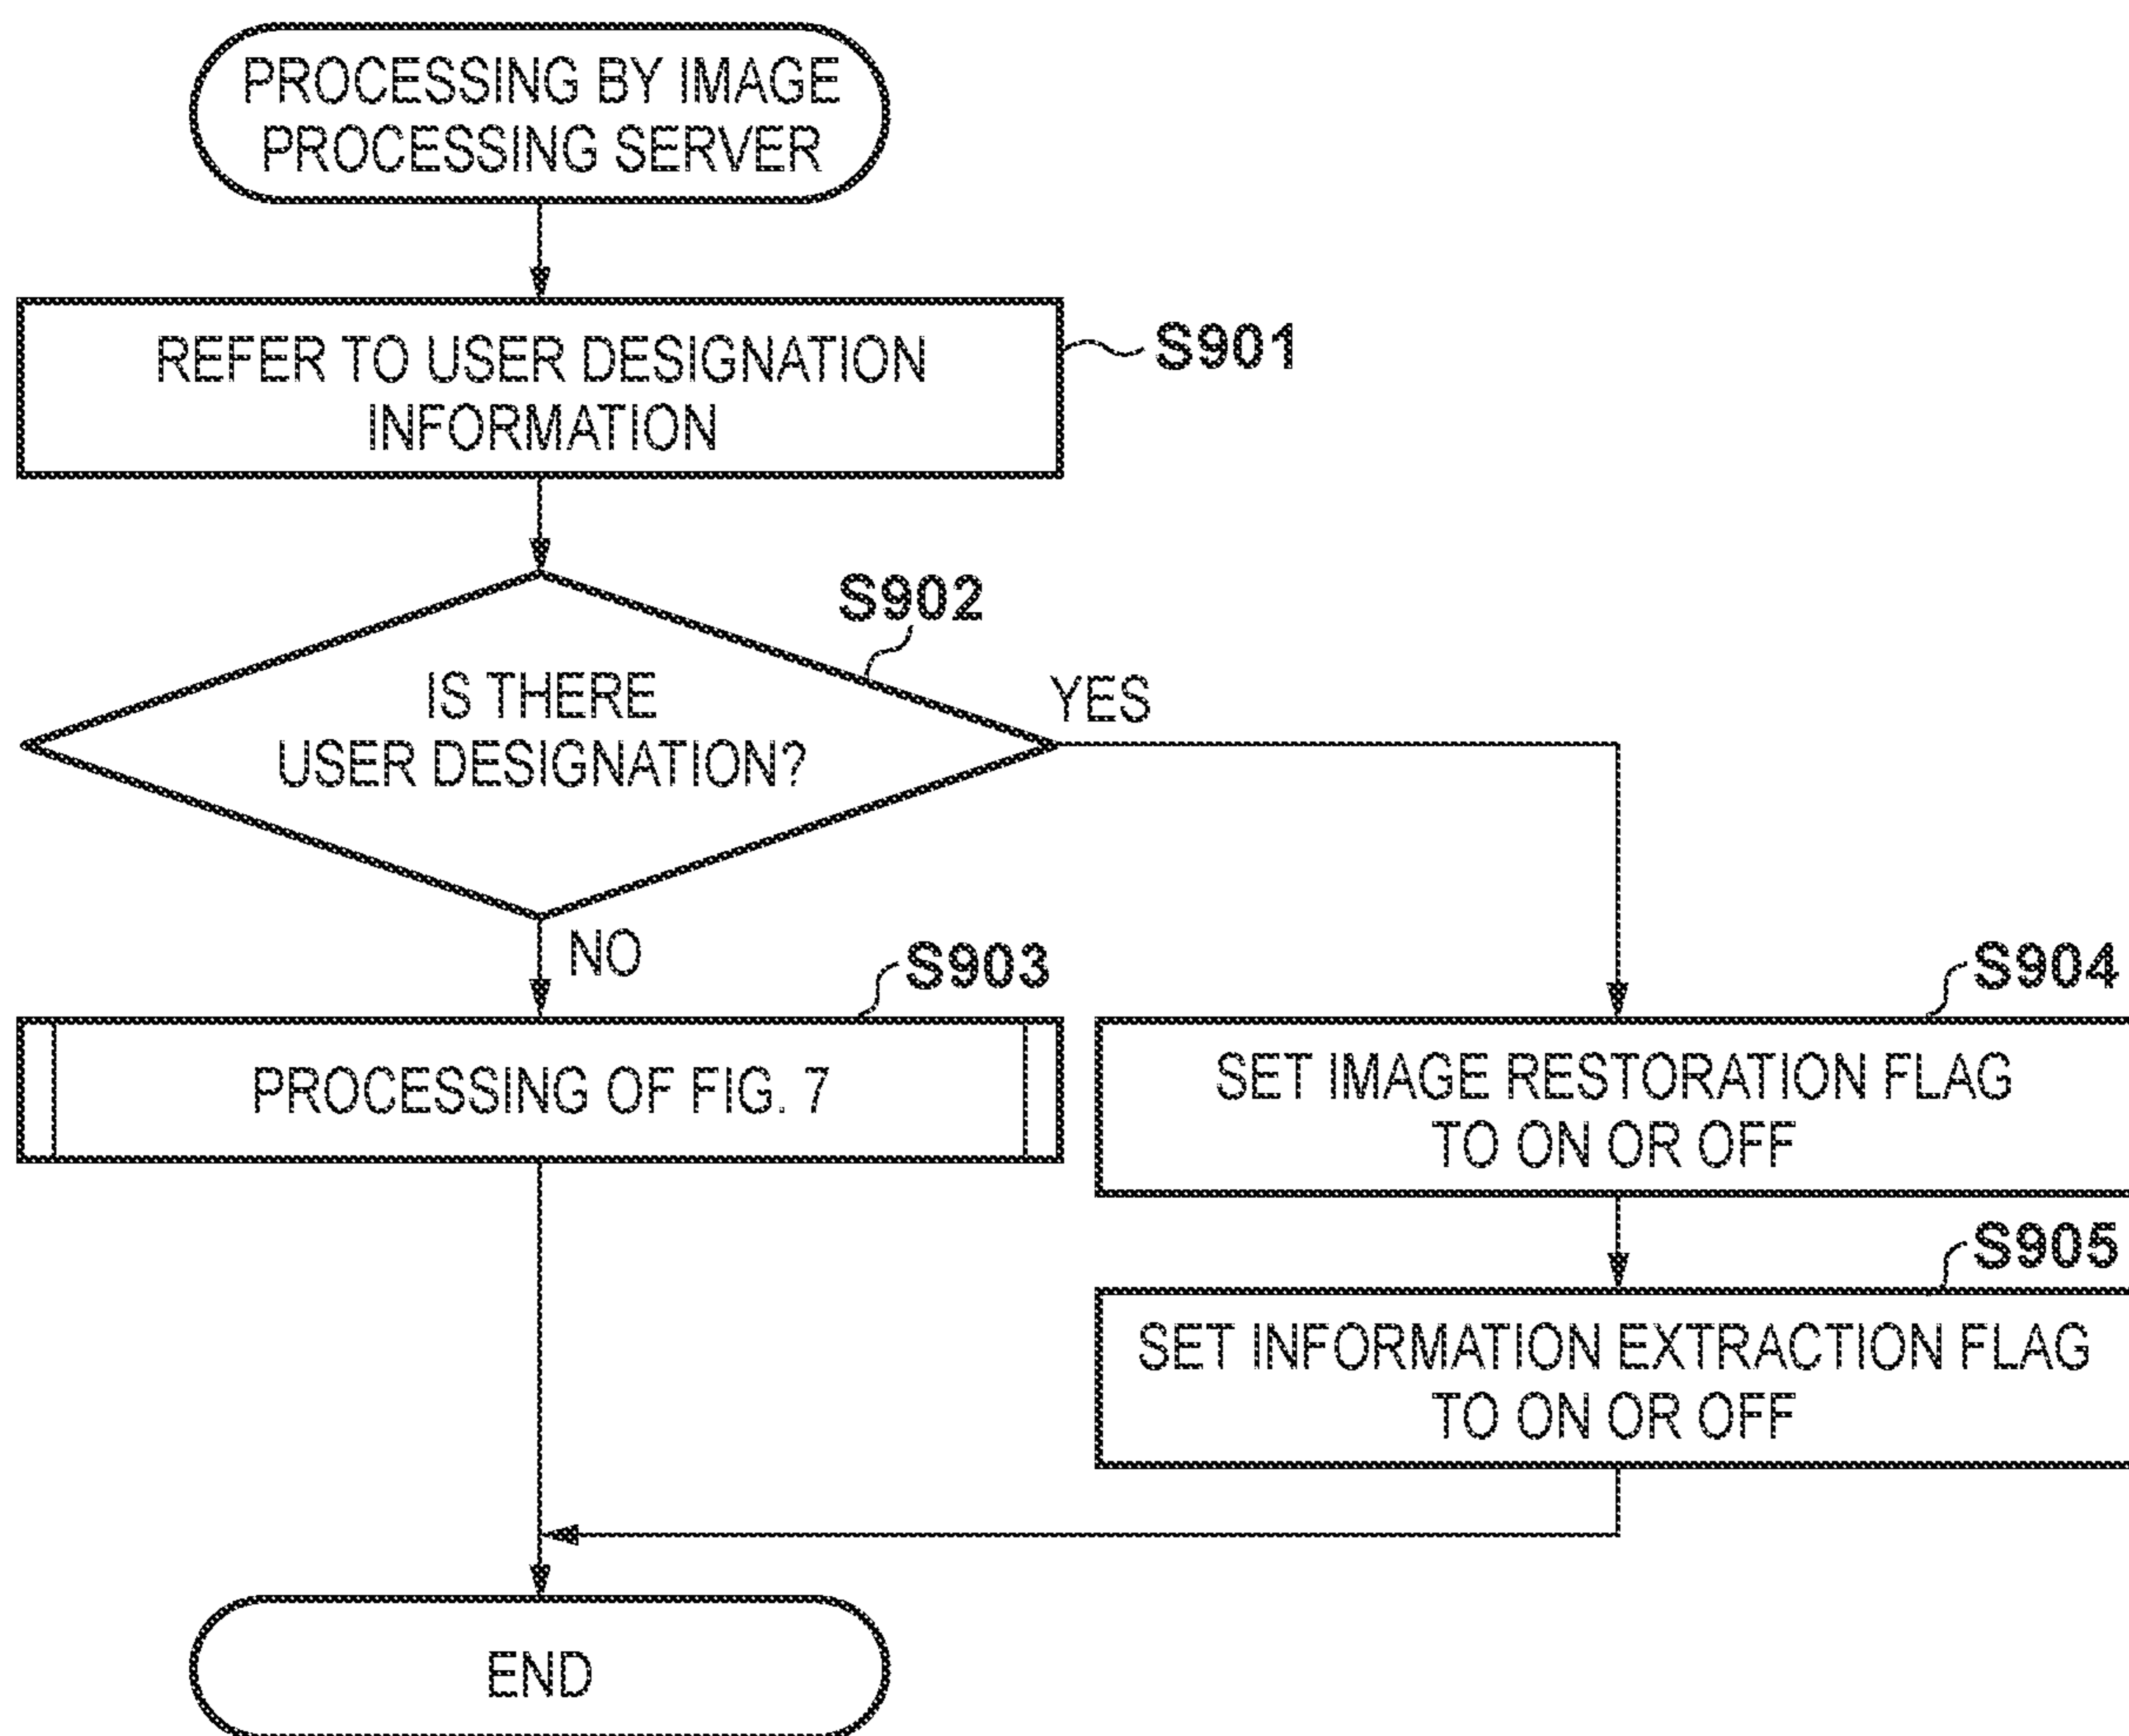 PROCESSING BY IMAGE
PROCESSING SERVER
REFER TO USER DESIGNATION
INFORMATION
S901
S902
IS THERE
USER DESIGNATION?
YES
NO
S903
PROCESSING OF FIG. 7
S904
SET IMAGE RESTORATION FLAG
TO ON OR OFF
S905
SET INFORMATION EXTRACTION FLAG
TO ON OR OFF
END